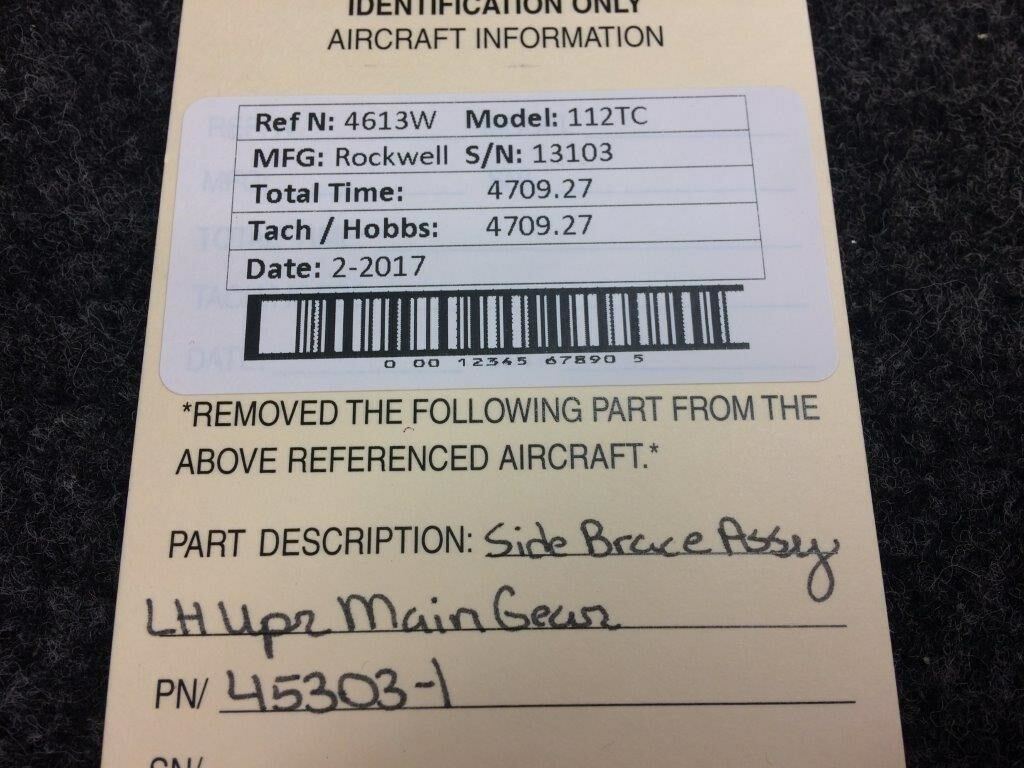 IDENTIFICATION ONLY
AIRCRAFT INFORMATION
Ref N: 4613W Model: 112TC
MFG: Rockwell S/N: 13103
Total Time: 4709.27
Tach / Hobbs: 4709.27
Date: 2-2017
0 00 12345 67890 5
*REMOVED THE FOLLOWING PART FROM THE
ABOVE REFERENCED AIRCRAFT.*
PART DESCRIPTION: Side Brace Assy
LH Upr Main Gear
PN/ 45303-1
SN/